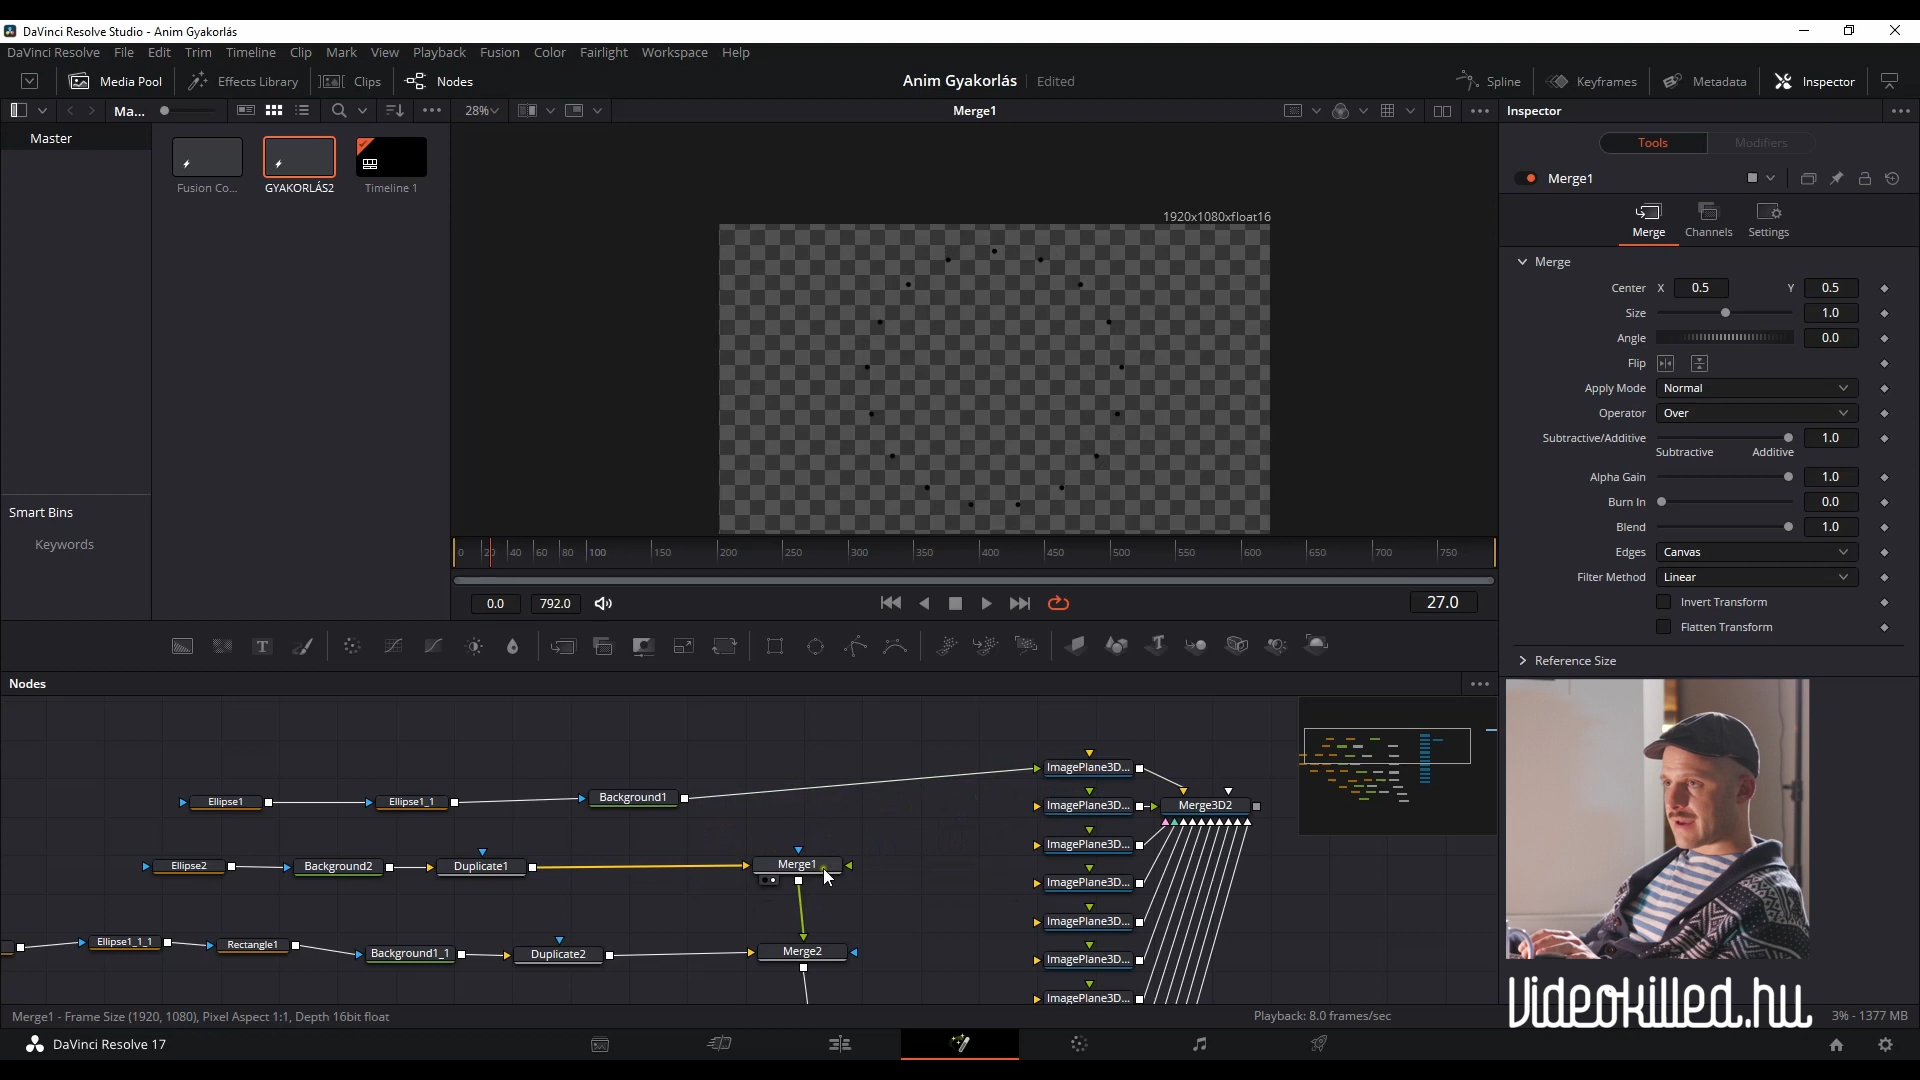 DaVinci Resolve Studio - Anim Gyakorlás
DaVinci Resolve File Edit Trim Timeline Clip Mark View Playback Fusion Color Fairlight Workspace Help
Media Pool Effects Library Clips Nodes Anim Gyakorlás Edited Spline Keyframes Metadata Inspector
Ma... 28% Merge1 Inspector
Master
Fusion Co... GYAKORLÁS2 Timeline 1
Smart Bins
Keywords
1920x1080xfloat16
0 20 40 60 80 100 150 200 250 300 350 400 450 500 550 600 650 700 750
0.0 792.0 27.0
Tools Modifiers
Merge1
Merge Channels Settings
Merge
Center X 0.5 Y 0.5
Size 1.0
Angle 0.0
Flip
Apply Mode Normal
Operator Over
Subtractive/Additive 1.0
Subtractive Additive
Alpha Gain 1.0
Burn In 0.0
Blend 1.0
Edges Canvas
Filter Method Linear
Invert Transform
Flatten Transform
Reference Size
Nodes
Ellipse1 Ellipse1_1 Background1 ImagePlane3D...
ImagePlane3D... Merge3D2
ImagePlane3D...
Ellipse2 Background2 Duplicate1 Merge1
ImagePlane3D...
ImagePlane3D...
Ellipse1_1_1 Rectangle1 Background1_1 Duplicate2 Merge2
ImagePlane3D...
ImagePlane3D...
Merge1 - Frame Size (1920, 1080), Pixel Aspect 1:1, Depth 16bit float Playback: 8.0 frames/sec 3% - 1377 MB
Videokilled.hu
DaVinci Resolve 17